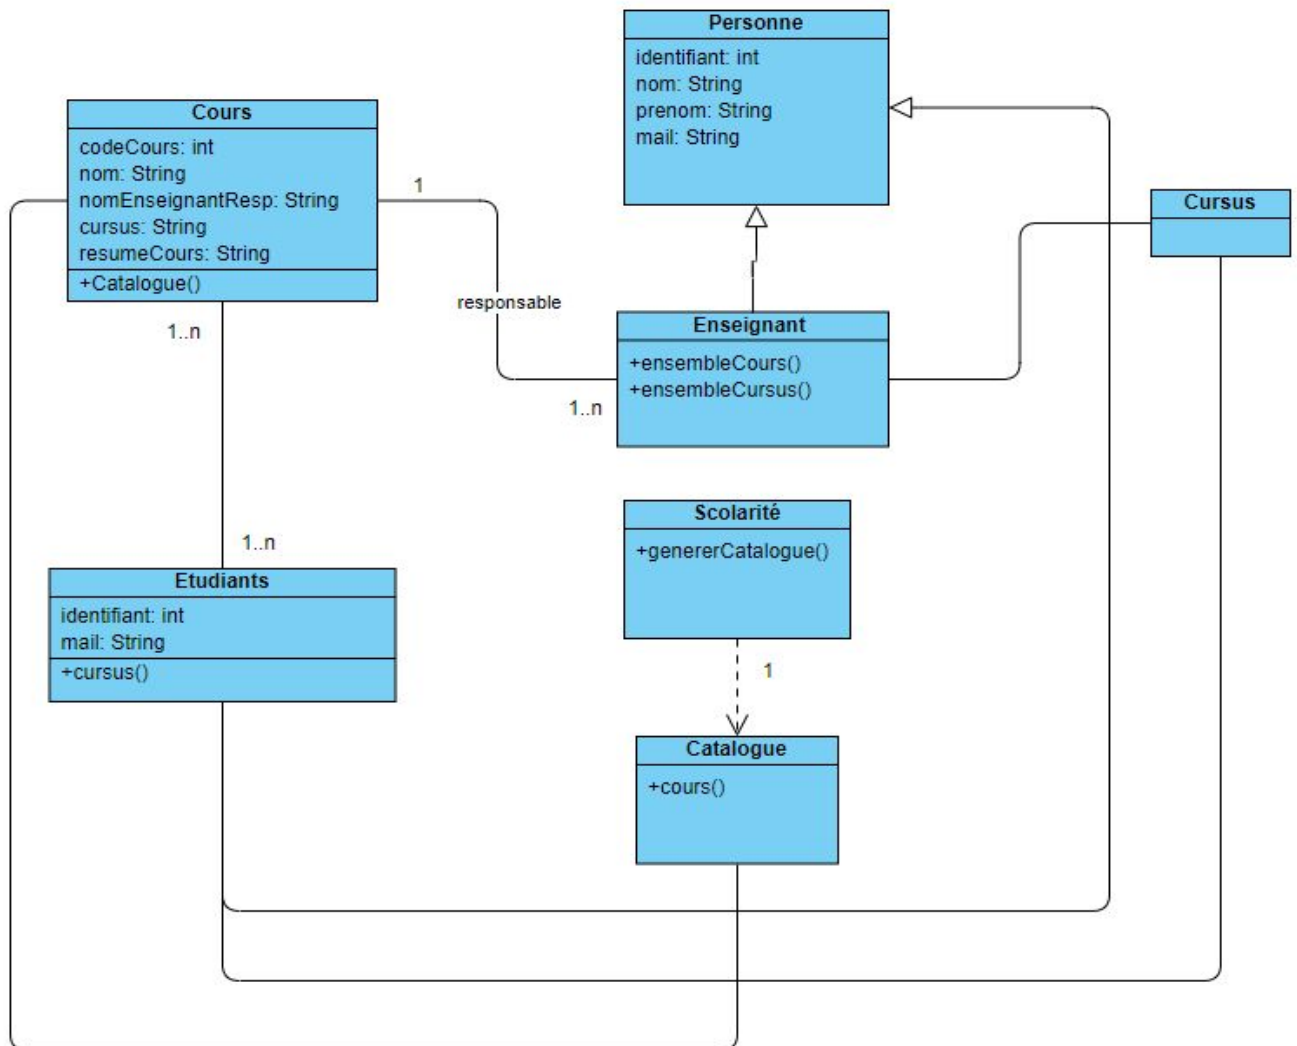 Personne
identifiant: int
nom: String
prenom: String
mail: String
Cours
codeCours: int
nom: String
nomEnseignantResp: String
cursus: String
resumeCours: String
+Catalogue()
1
1..n
responsable
Cursus
Enseignant
+ensembleCours()
+ensembleCursus()
1..n
Scolarité
+genererCatalogue()
1
1..n
Etudiants
identifiant: int
mail: String
+cursus()
Catalogue
+cours()